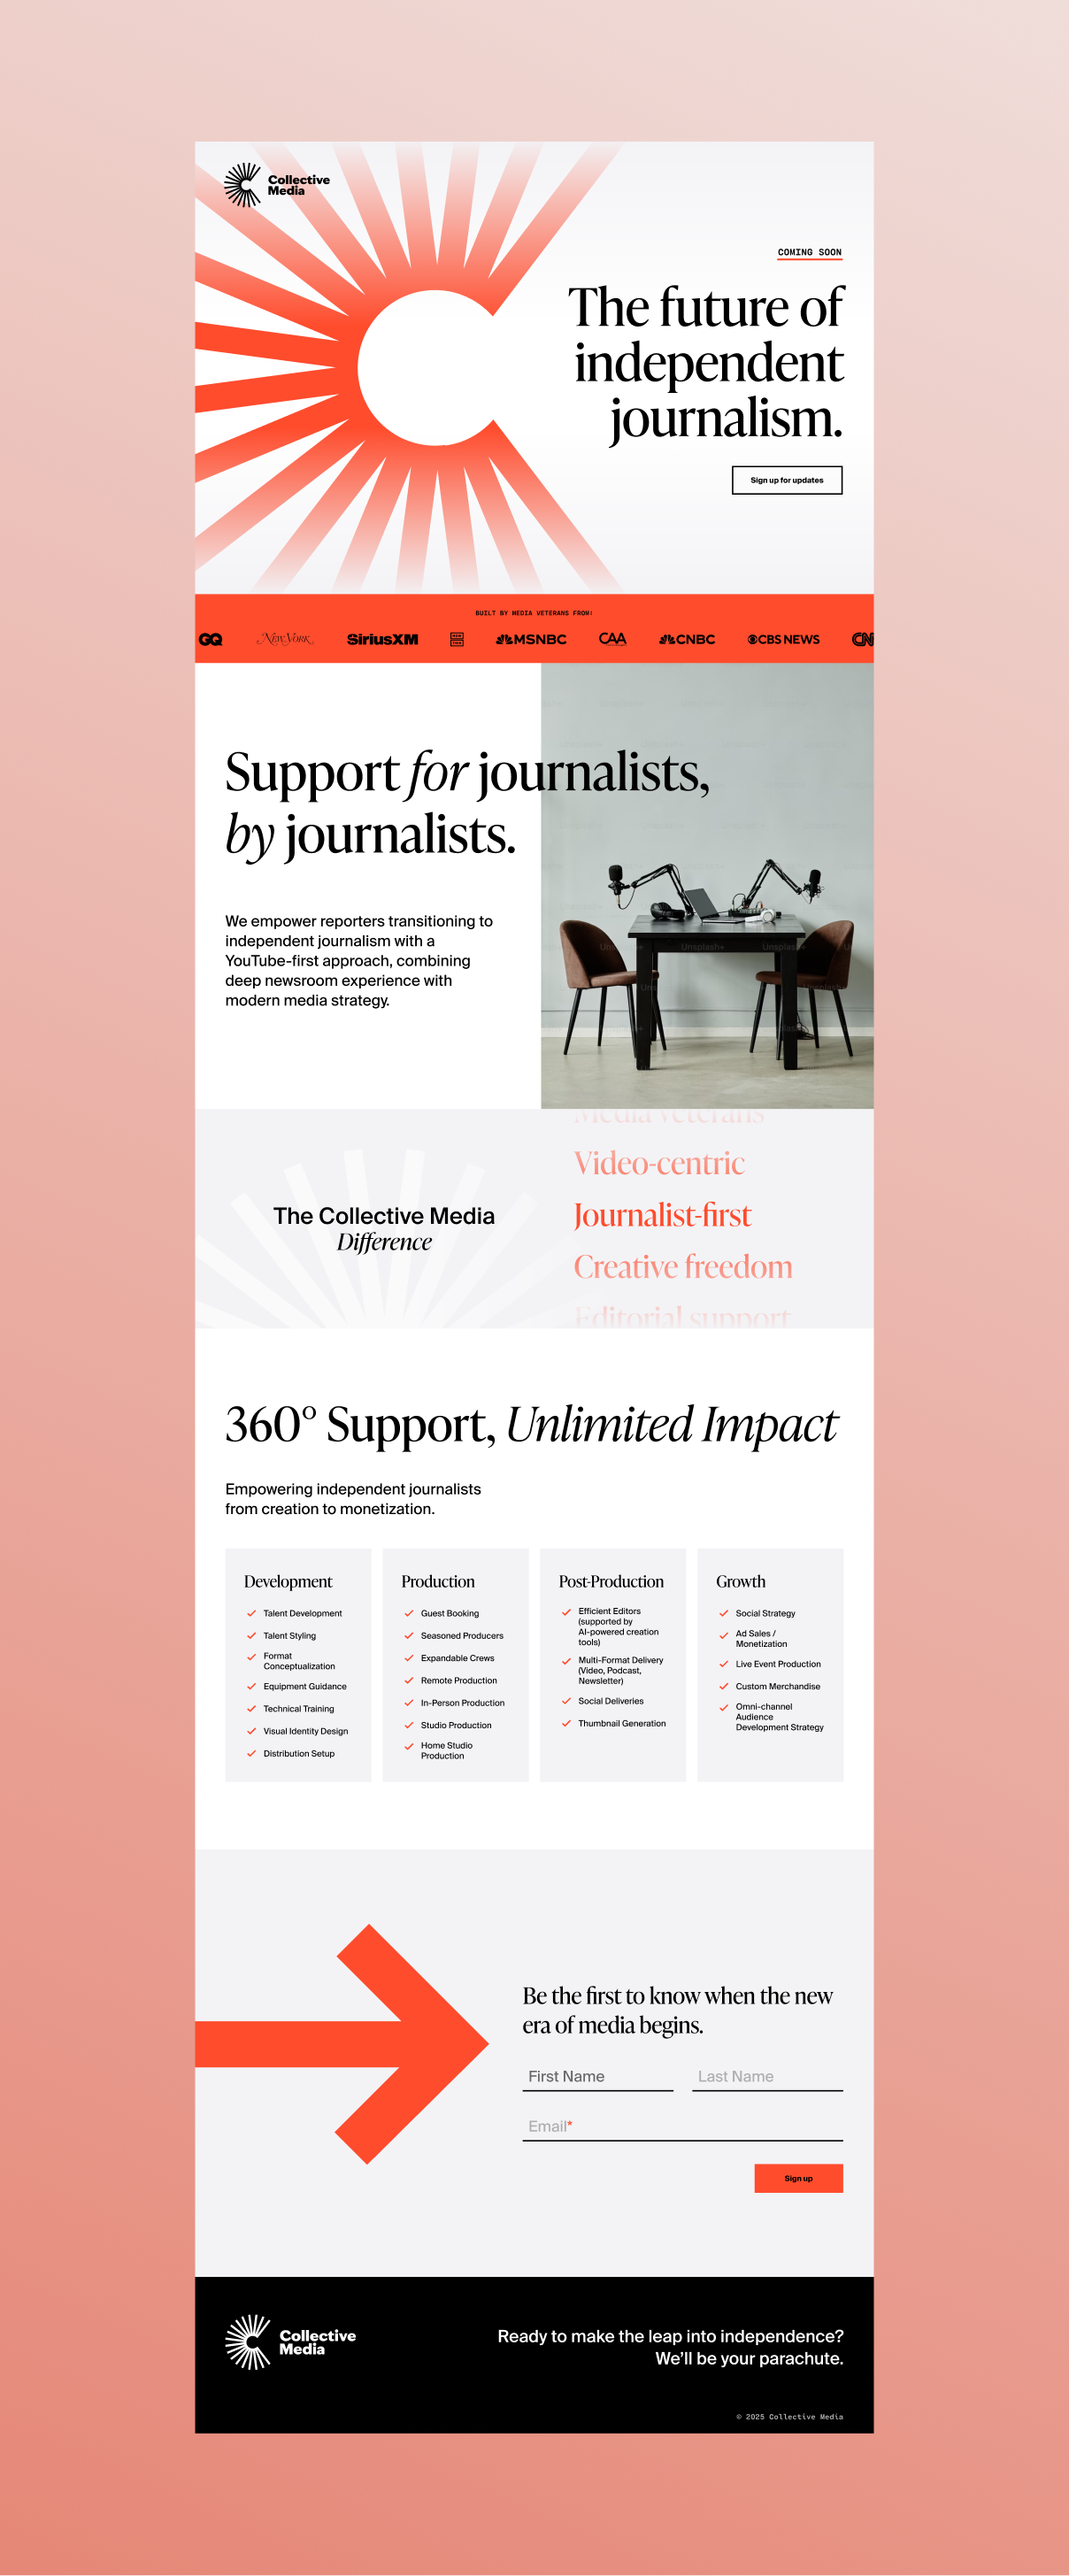 Collective
Media
COMING SOON
The future of
independent
journalism.
Sign up for updates
BUILT BY MEDIA VETERANS FROM:
GQ
NEW YORK
SiriusXM
MSNBC
CAA
CNBC
CBS NEWS
CN
Support for journalists,
by journalists.
We empower reporters transitioning to
independent journalism with a
YouTube-first approach, combining
deep newsroom experience with
modern media strategy.
Unsplash+
Media veterans
Video-centric
The Collective Media
Difference
Journalist-first
Creative freedom
Editorial support
360° Support, Unlimited Impact
Empowering independent journalists
from creation to monetization.
Development
Talent Development
Talent Styling
Format
Conceptualization
Equipment Guidance
Technical Training
Visual Identity Design
Distribution Setup
Production
Guest Booking
Seasoned Producers
Expandable Crews
Remote Production
In-Person Production
Studio Production
Home Studio
Production
Post-Production
Efficient Editors
(supported by
AI-powered creation
tools)
Multi-Format Delivery
(Video, Podcast,
Newsletter)
Social Deliveries
Thumbnail Generation
Growth
Social Strategy
Ad Sales /
Monetization
Live Event Production
Custom Merchandise
Omni-channel
Audience
Development Strategy
Be the first to know when the new
era of media begins.
First Name
Last Name
Email*
Sign up
Collective
Media
Ready to make the leap into independence?
We'll be your parachute.
© 2025 Collective Media